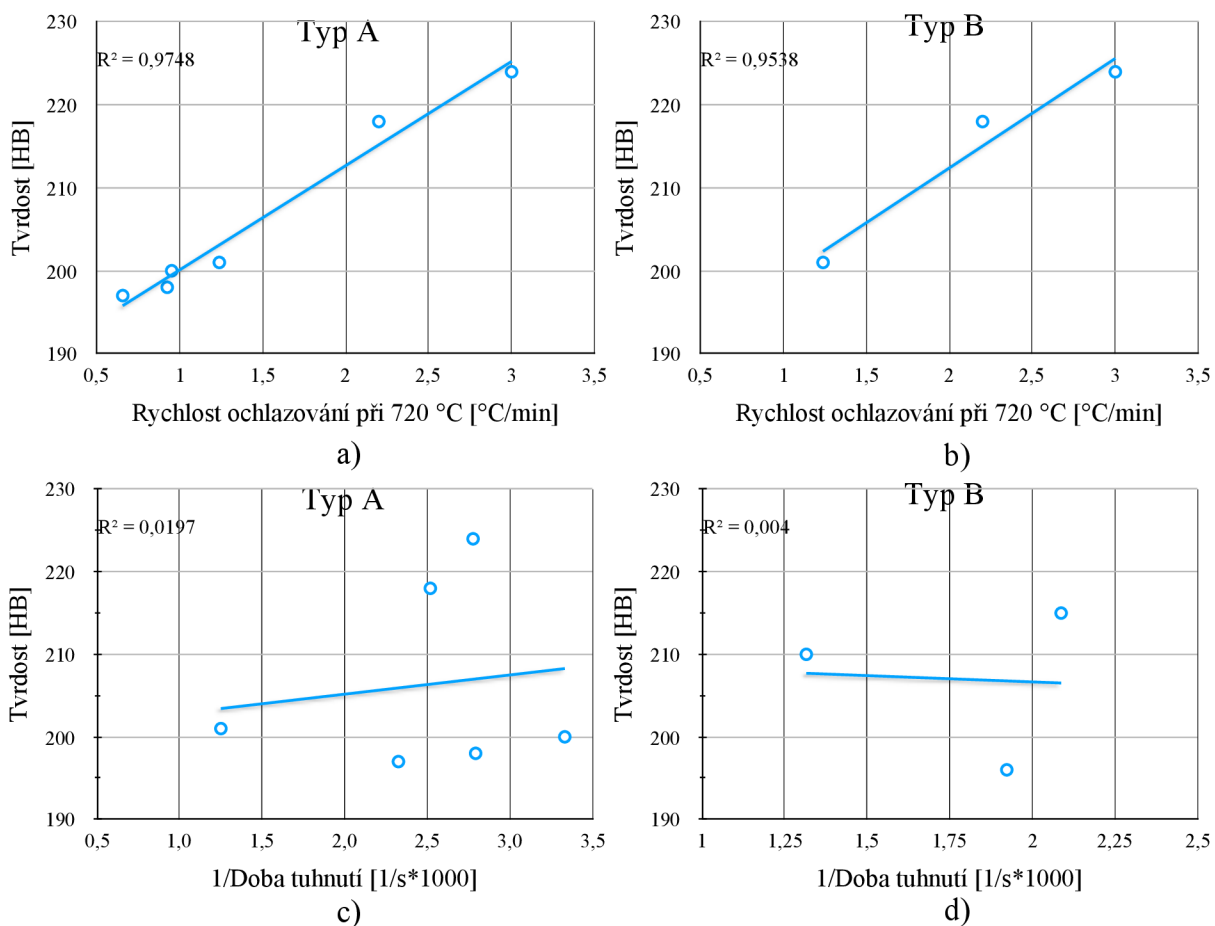 Typ A
R² = 0,9748
Tvrdost [HB]
230
220
210
200
190
0,5 1 1,5 2 2,5 3 3,5
Rychlost ochlazování při 720 °C [°C/min]
a)
Typ B
R² = 0,9538
Tvrdost [HB]
230
220
210
200
190
0,5 1 1,5 2 2,5 3 3,5
Rychlost ochlazování při 720 °C [°C/min]
b)
Typ A
R² = 0,0197
Tvrdost [HB]
230
220
210
200
190
0,5 1,0 1,5 2,0 2,5 3,0 3,5
1/Doba tuhnutí [1/s*1000]
c)
Typ B
R² = 0,004
Tvrdost [HB]
230
220
210
200
190
1 1,25 1,5 1,75 2 2,25 2,5
1/Doba tuhnutí [1/s*1000]
d)